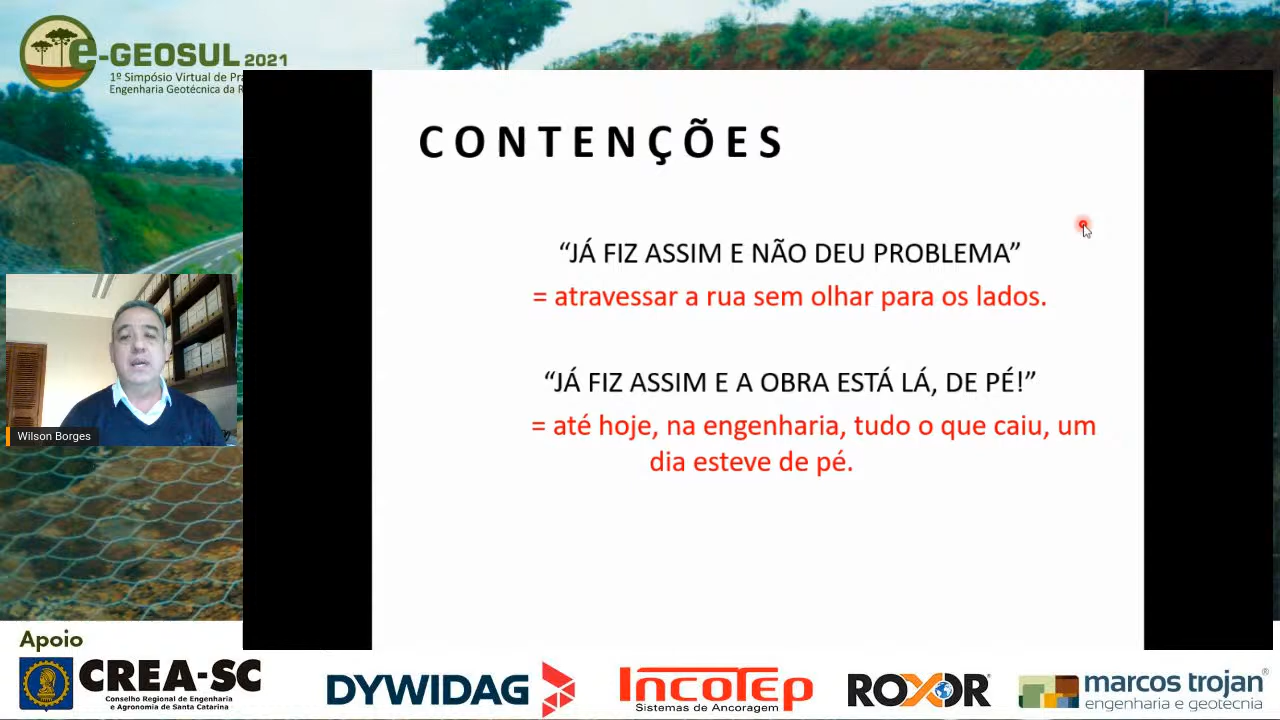 e-GEOSUL 2021
1º Simpósio Virtual de Pr
Engenharia Geotécnica da R
CONTENÇÕES
“JÁ FIZ ASSIM E NÃO DEU PROBLEMA”
= atravessar a rua sem olhar para os lados.
“JÁ FIZ ASSIM E A OBRA ESTÁ LÁ, DE PÉ!”
= até hoje, na engenharia, tudo o que caiu, um
dia esteve de pé.
Wilson Borges
Apoio
CREA-SC
Conselho Regional de Engenharia
e Agronomia de Santa Catarina
DYWIDAG
INCOTEP
Sistemas de Ancoragem
ROXOR
marcos trojan®
engenharia e geotecnia